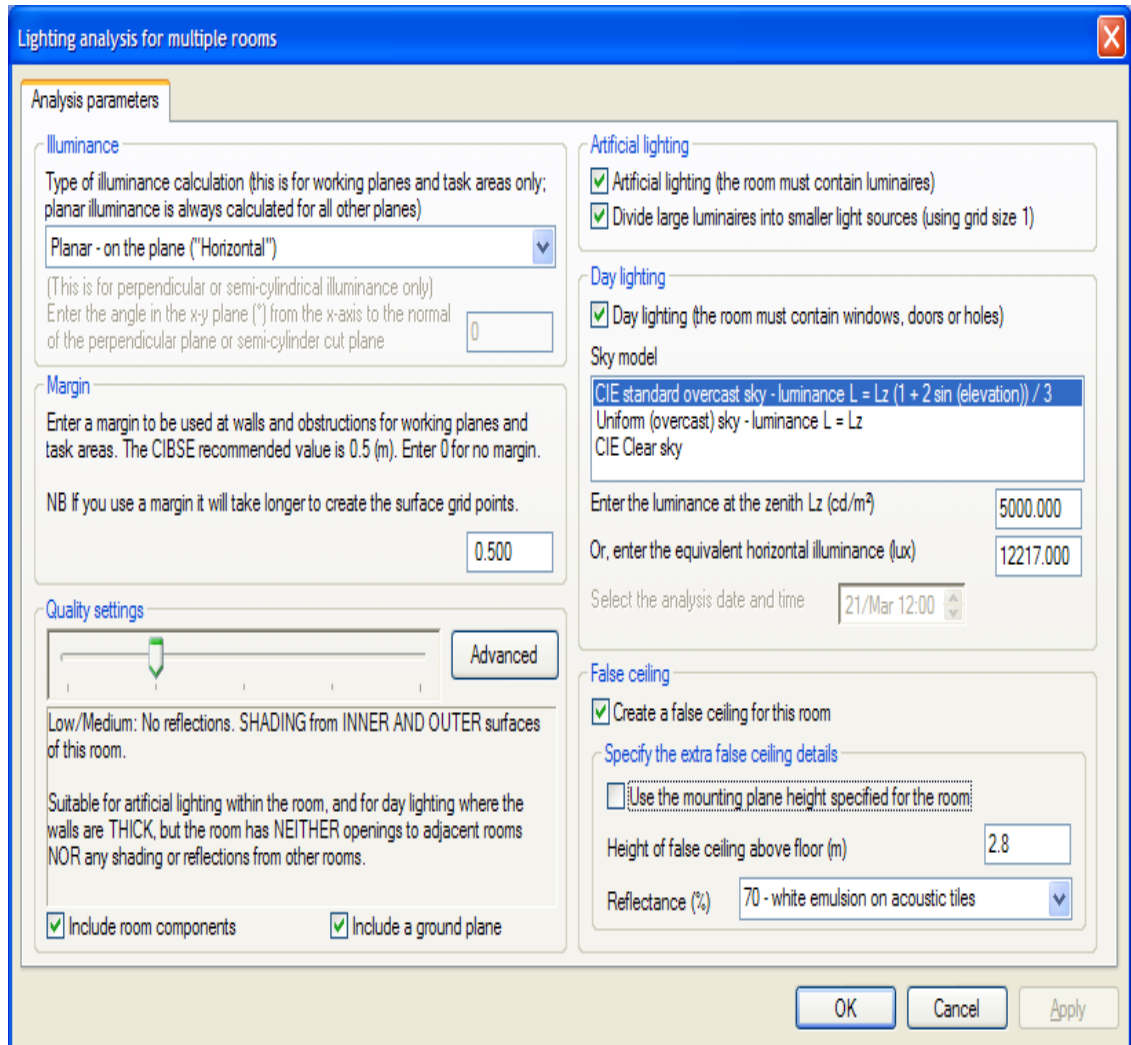 Lighting analysis for multiple rooms
Analysis parameters
Illuminance
Type of illuminance calculation (this is for working planes and task areas only;
planar illuminance is always calculated for all other planes)
Planar - on the plane ("Horizontal")
(This is for perpendicular or semi-cylindrical illuminance only)
Enter the angle in the x-y plane (°) from the x-axis to the normal
of the perpendicular plane or semi-cylinder cut plane
0
Margin
Enter a margin to be used at walls and obstructions for working planes and
task areas. The CIBSE recommended value is 0.5 (m). Enter 0 for no margin.
NB If you use a margin it will take longer to create the surface grid points.
0.500
Quality settings
Advanced
Low/Medium: No reflections. SHADING from INNER AND OUTER surfaces
of this room.
Suitable for artificial lighting within the room, and for day lighting where the
walls are THICK, but the room has NEITHER openings to adjacent rooms
NOR any shading or reflections from other rooms.
Include room components
Include a ground plane
Artificial lighting
Artificial lighting (the room must contain luminaires)
Divide large luminaires into smaller light sources (using grid size 1)
Day lighting
Day lighting (the room must contain windows, doors or holes)
Sky model
CIE standard overcast sky - luminance L = Lz (1 + 2 sin (elevation)) / 3
Uniform (overcast) sky - luminance L = Lz
CIE Clear sky
Enter the luminance at the zenith Lz (cd/m²)
5000.000
Or, enter the equivalent horizontal illuminance (lux)
12217.000
Select the analysis date and time
21/Mar 12:00
False ceiling
Create a false ceiling for this room
Specify the extra false ceiling details
Use the mounting plane height specified for the room
Height of false ceiling above floor (m)
2.8
Reflectance (%)
70 - white emulsion on acoustic tiles
OK
Cancel
Apply